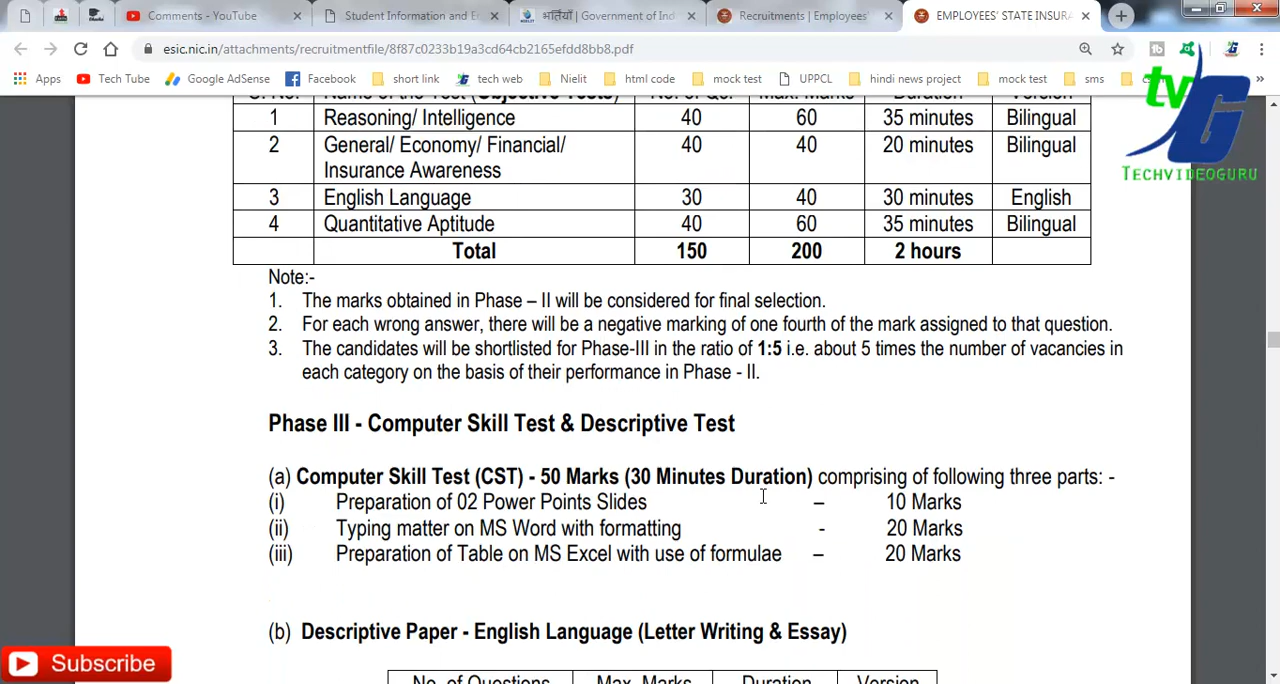 Comments - YouTube
Student Information and E
भर्तियाँ | Government of Ind
Recruitments | Employees'
EMPLOYEES' STATE INSURA
esic.nic.in/attachments/recruitmentfile/8f87c0233b19a3cd64cb2165efdd8bb8.pdf
Apps Tech Tube Google AdSense Facebook short link tech web Nielit html code mock test UPPCL hindi news project mock test sms
tv G
TECHVIDEOGURU
1 Reasoning/ Intelligence 40 60 35 minutes Bilingual
2 General/ Economy/ Financial/ 40 40 20 minutes Bilingual
Insurance Awareness
3 English Language 30 40 30 minutes English
4 Quantitative Aptitude 40 60 35 minutes Bilingual
Total 150 200 2 hours
Note:-
1. The marks obtained in Phase – II will be considered for final selection.
2. For each wrong answer, there will be a negative marking of one fourth of the mark assigned to that question.
3. The candidates will be shortlisted for Phase-III in the ratio of 1:5 i.e. about 5 times the number of vacancies in
each category on the basis of their performance in Phase - II.
Phase III - Computer Skill Test & Descriptive Test
(a) Computer Skill Test (CST) - 50 Marks (30 Minutes Duration) comprising of following three parts: -
(i) Preparation of 02 Power Points Slides – 10 Marks
(ii) Typing matter on MS Word with formatting - 20 Marks
(iii) Preparation of Table on MS Excel with use of formulae – 20 Marks
(b) Descriptive Paper - English Language (Letter Writing & Essay)
Subscribe
No. of Questions Max. Marks Duration Version